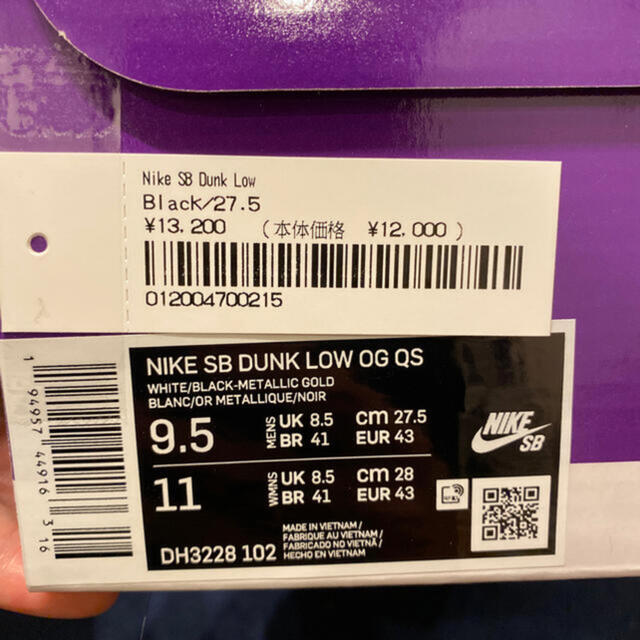 Nike SB Dunk Low
Black/27.5
¥13,200 (本体価格 ¥12,000)
012004700215
NIKE SB DUNK LOW OG QS
WHITE/BLACK-METALLIC GOLD
BLANC/OR METALLIQUE/NOIR
9.5 MENS UK 8.5 cm 27.5
BR 41 EUR 43
11 WMNS UK 8.5 cm 28
BR 41 EUR 43
NIKE SB
MADE IN VIETNAM/
FABRIQUE AU VIETNAM/
FABRICADO NO VIETNÃ/
HECHO EN VIETNAM
DH3228 102
1 94957 44916 3 16